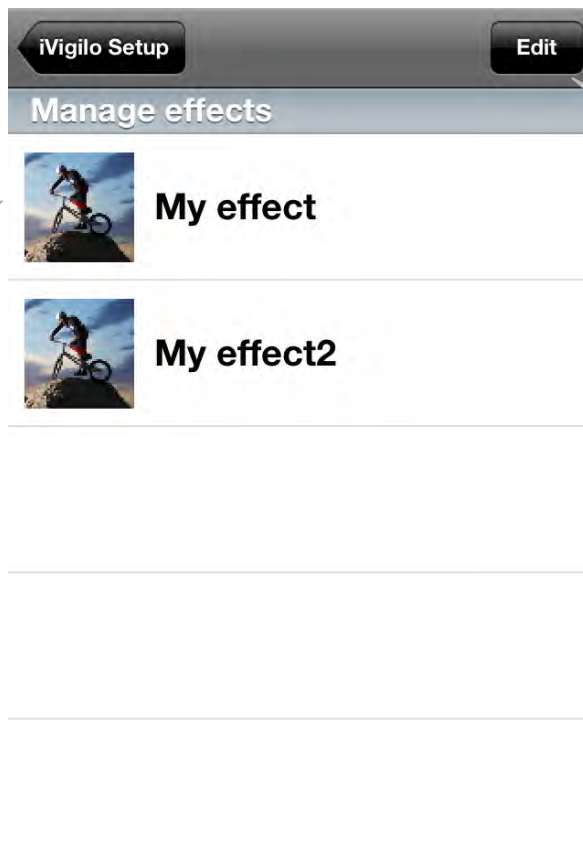 iVigilo Setup
Edit
Manage effects
My effect
My effect2